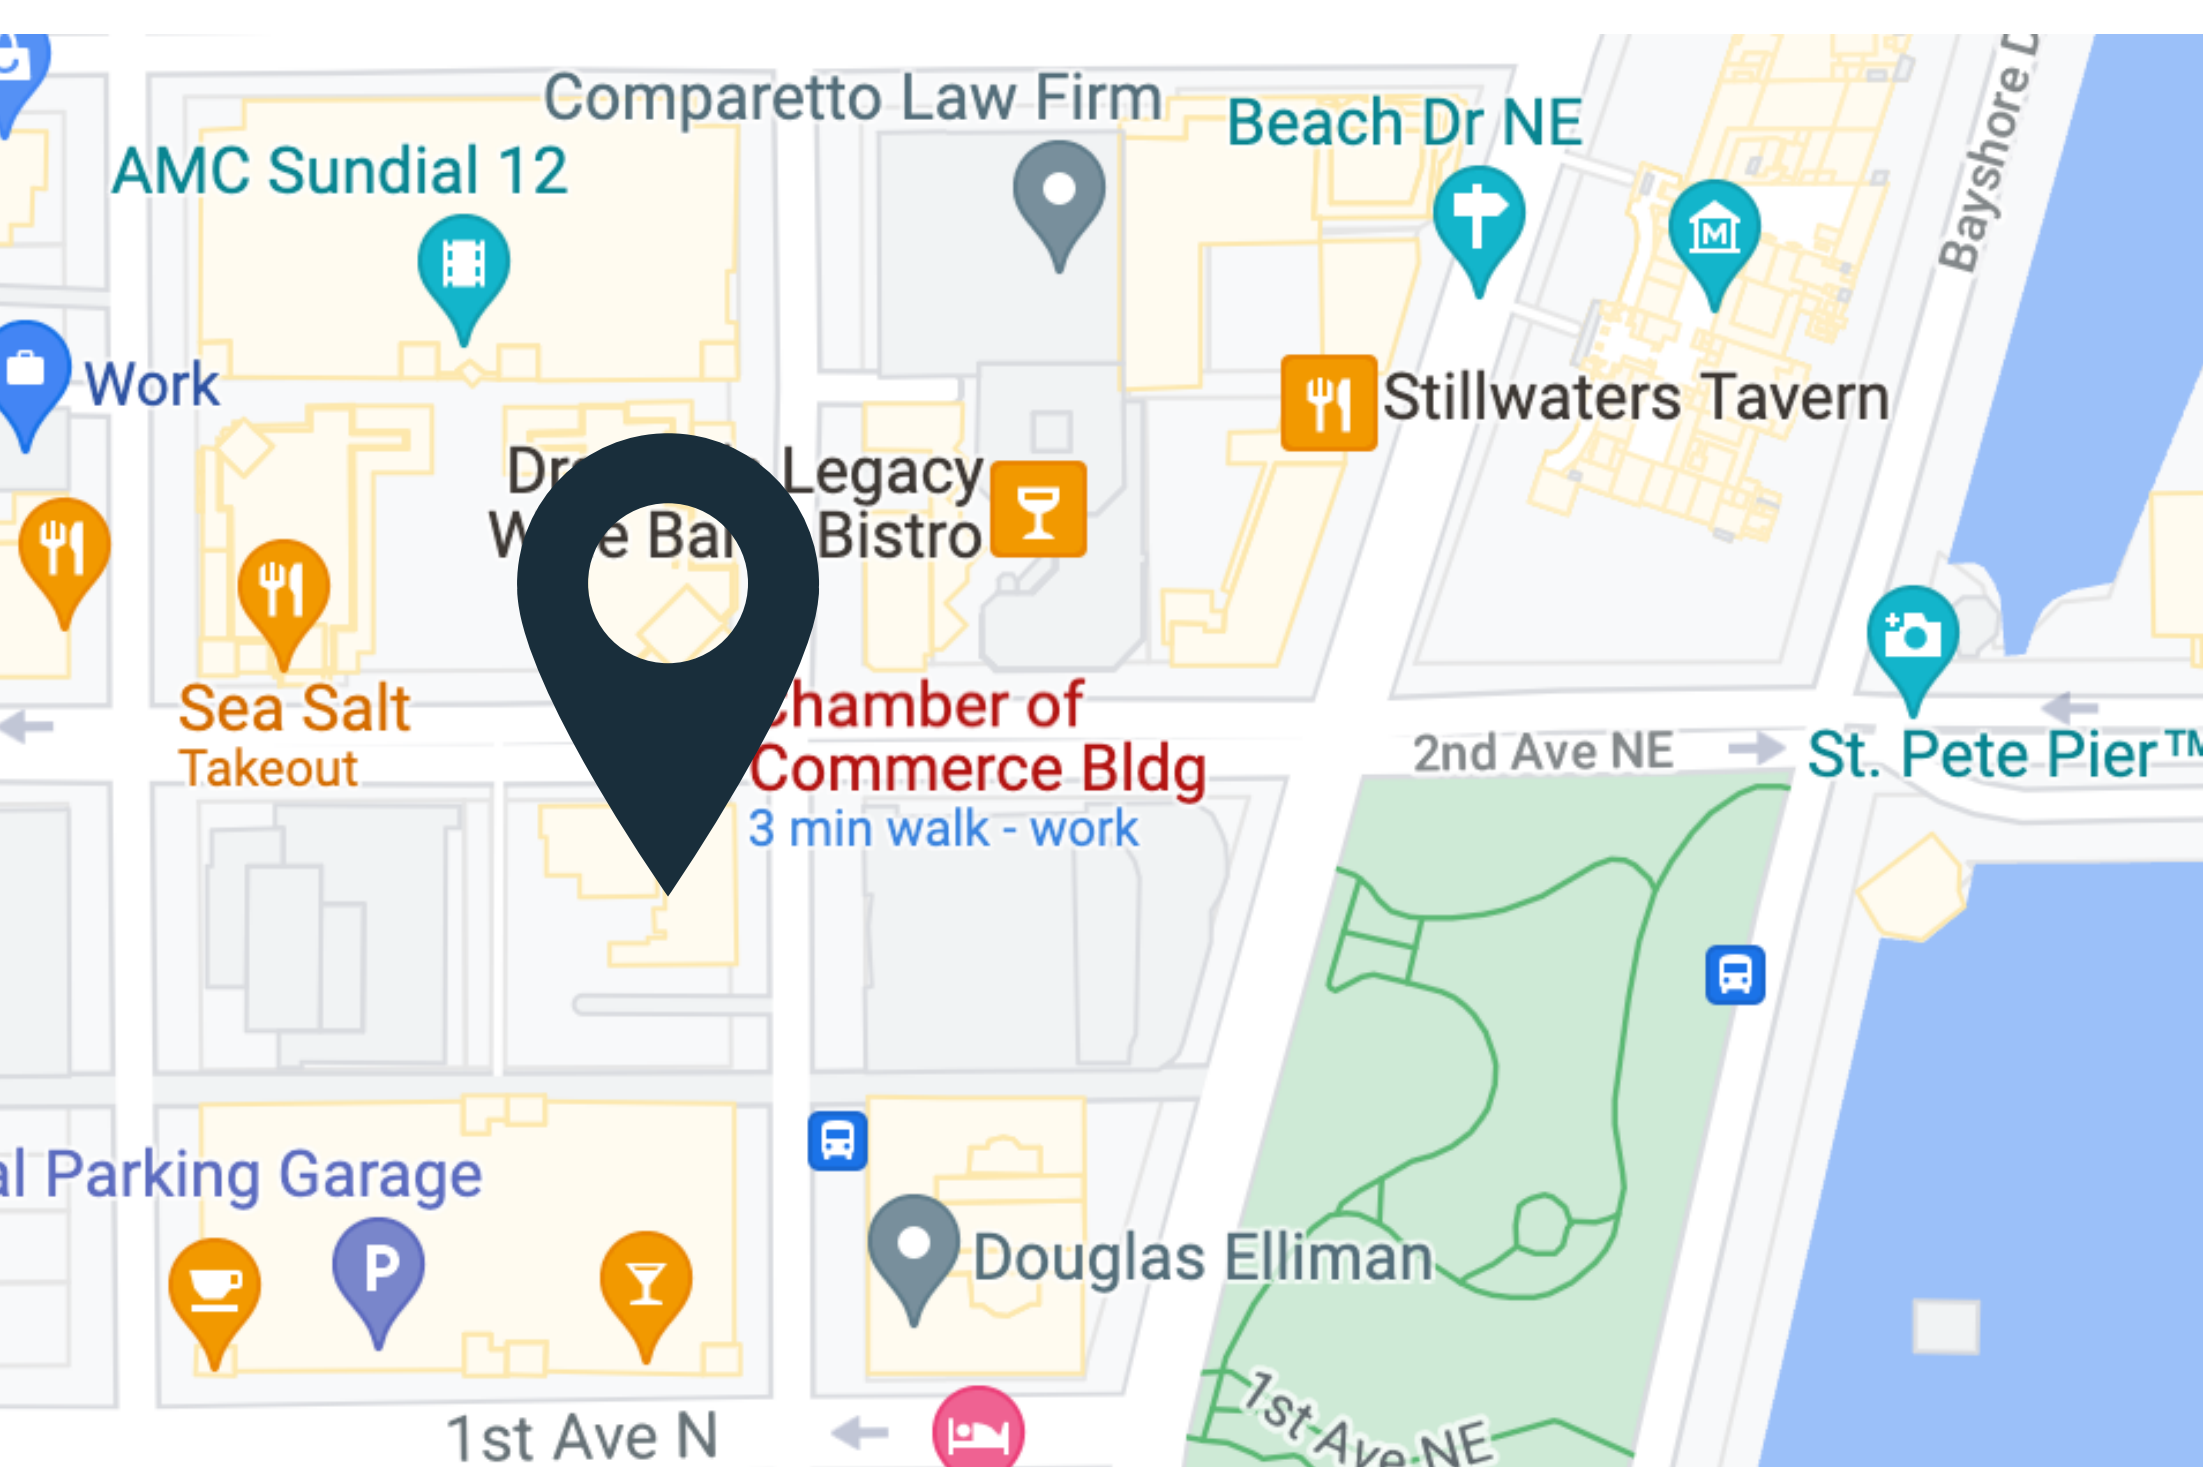 Comparetto Law Firm
Beach Dr NE
AMC Sundial 12
Bayshore
Work
Stillwaters Tavern
Legacy
Bistro
Sea Salt
Takeout
Chamber of
Commerce Bldg
3 min walk - work
2nd Ave NE
St. Pete Pier™
Parking Garage
P
M
Douglas Elliman
1st Ave N
1st Ave NE